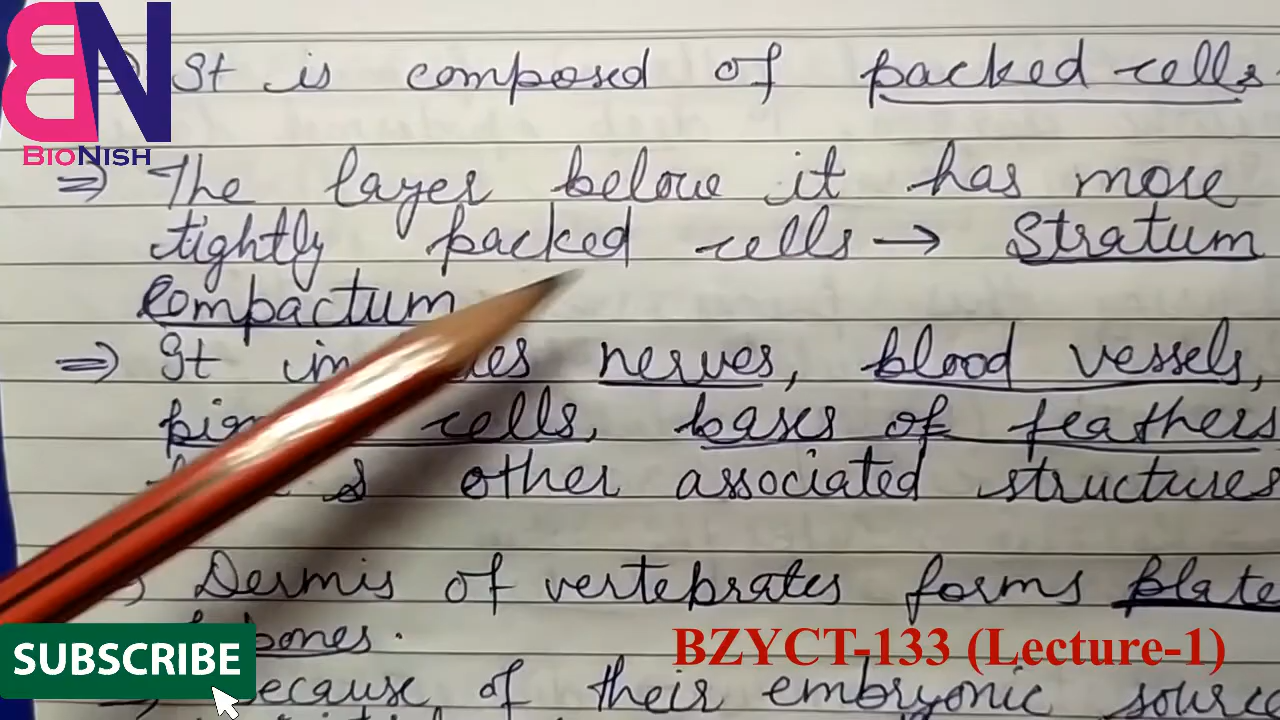 BN
BIONISH
⇒ It is composed of packed cells.
⇒ The layer below it has more
tightly packed cells → Stratum
Compactum
⇒ It nerves, blood vessels,
cells, bases of feathers
& other associated structures
Dermis of vertebrates forms plate
bones.
SUBSCRIBE
BZYCT-133 (Lecture-1)
⇒ Because of their embryonic source